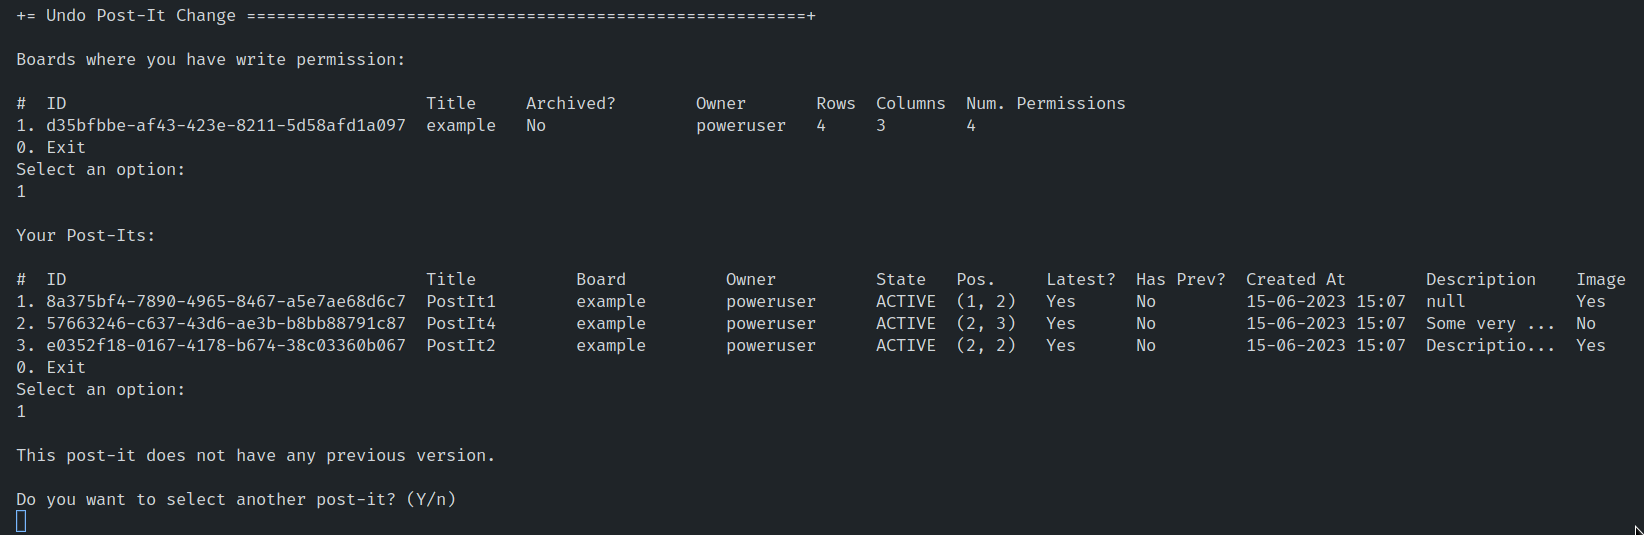 += Undo Post-It Change ========================================================+
Boards where you have write permission:
#  ID                                    Title     Archived?        Owner       Rows  Columns  Num. Permissions
1. d35bfbbe-af43-423e-8211-5d58afd1a097  example   No               poweruser   4     3        4
0. Exit
Select an option:
1
Your Post-Its:
#  ID                                    Title          Board          Owner          State   Pos.     Latest?  Has Prev?  Created At        Description    Image
1. 8a375bf4-7890-4965-8467-a5e7ae68d6c7  PostIt1        example        poweruser      ACTIVE  (1, 2)   Yes      No         15-06-2023 15:07  null           Yes
2. 57663246-c637-43d6-ae3b-b8bb88791c87  PostIt4        example        poweruser      ACTIVE  (2, 3)   Yes      No         15-06-2023 15:07  Some very ...  No
3. e0352f18-0167-4178-b674-38c03360b067  PostIt2        example        poweruser      ACTIVE  (2, 2)   Yes      No         15-06-2023 15:07  Descriptio...  Yes
0. Exit
Select an option:
1
This post-it does not have any previous version.
Do you want to select another post-it? (Y/n)